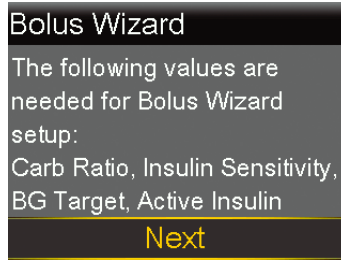 Bolus Wizard
The following values are
needed for Bolus Wizard
setup:
Carb Ratio, Insulin Sensitivity,
BG Target, Active Insulin
Next